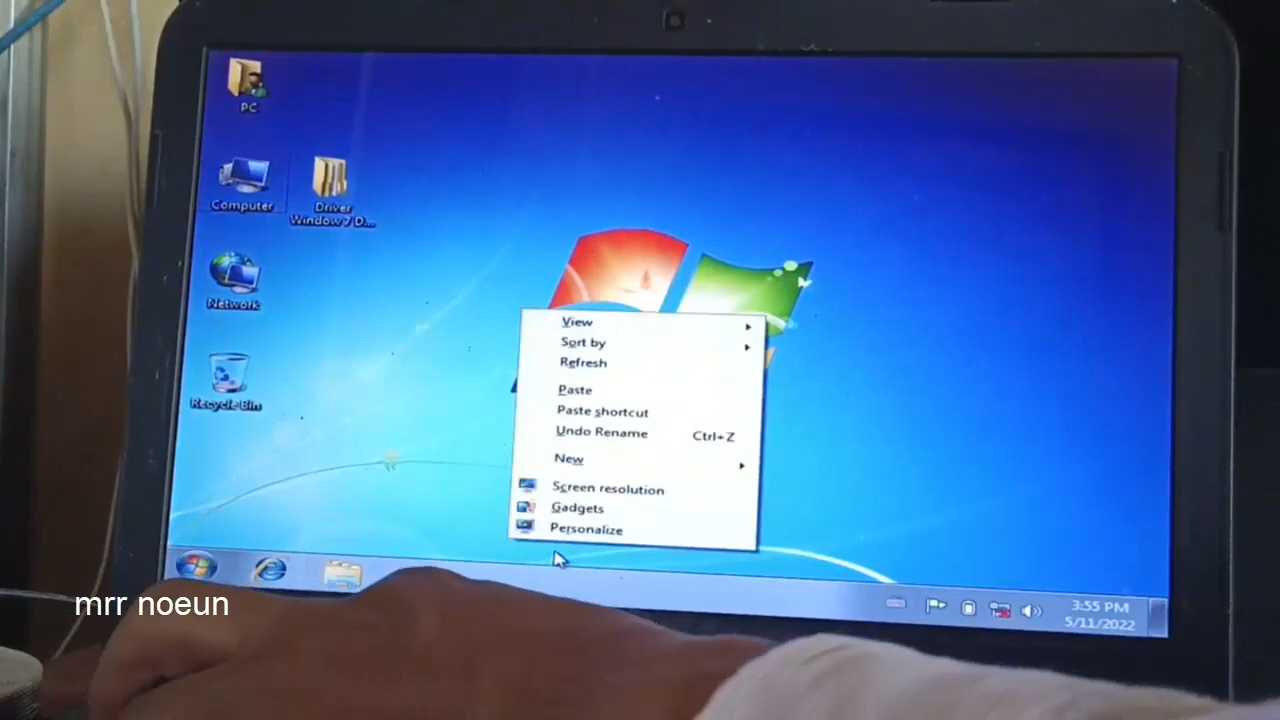 PC
Computer
Driver
Window 7 D...
Network
Recycle Bin
View
Sort by
Refresh
Paste
Paste shortcut
Undo Rename Ctrl+Z
New
Screen resolution
Gadgets
Personalize
3:55 PM
5/11/2022
mrr noeun